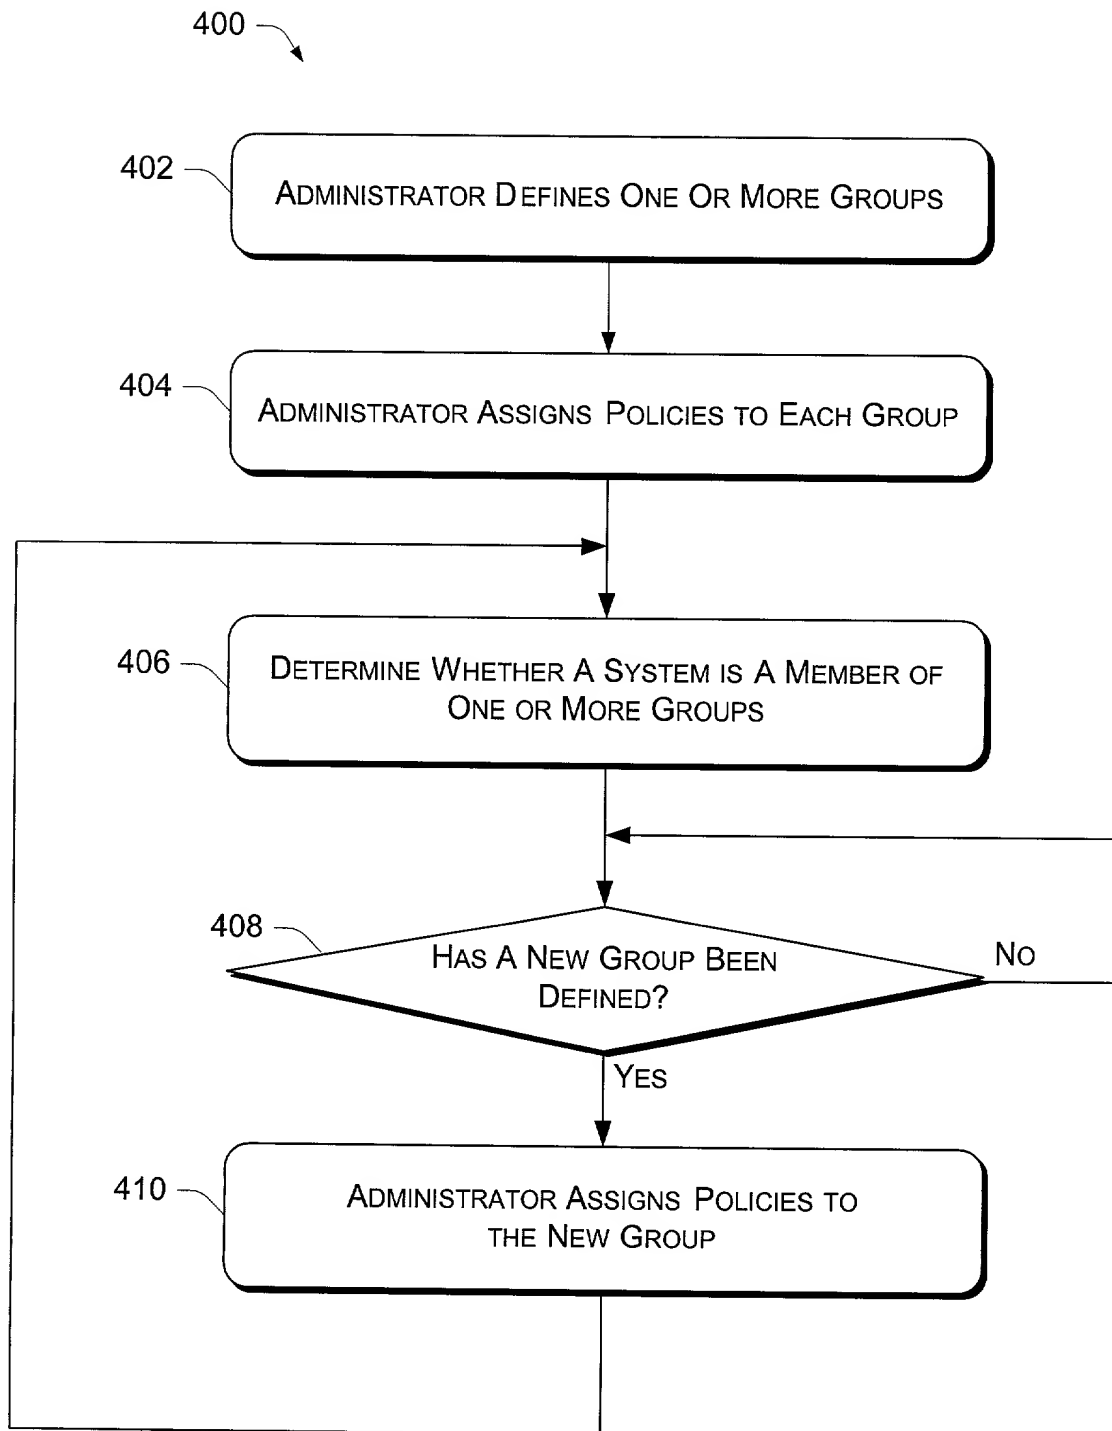 400
402
ADMINISTRATOR DEFINES ONE OR MORE GROUPS
404
ADMINISTRATOR ASSIGNS POLICIES TO EACH GROUP
406
DETERMINE WHETHER A SYSTEM IS A MEMBER OF
ONE OR MORE GROUPS
408
HAS A NEW GROUP BEEN
DEFINED?
NO
YES
410
ADMINISTRATOR ASSIGNS POLICIES TO
THE NEW GROUP